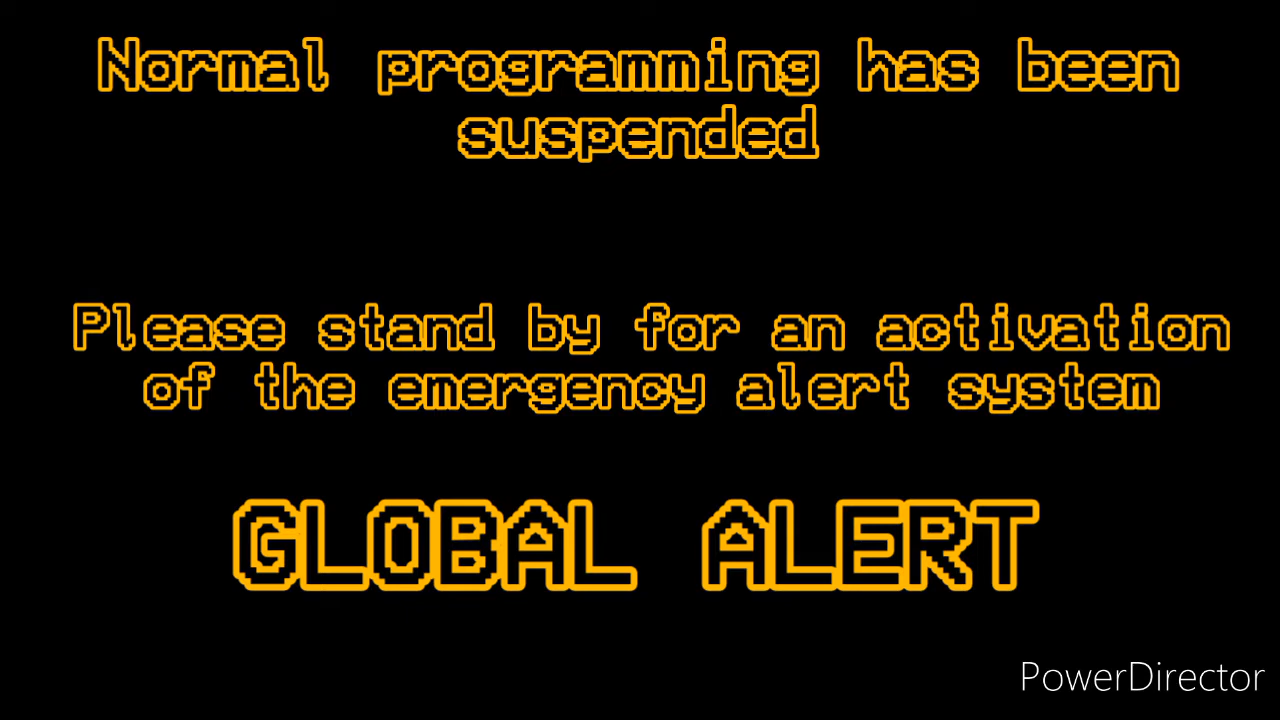 Normal programming has been
suspended
Please stand by for an activation
of the emergency alert system
GLOBAL ALERT
PowerDirector